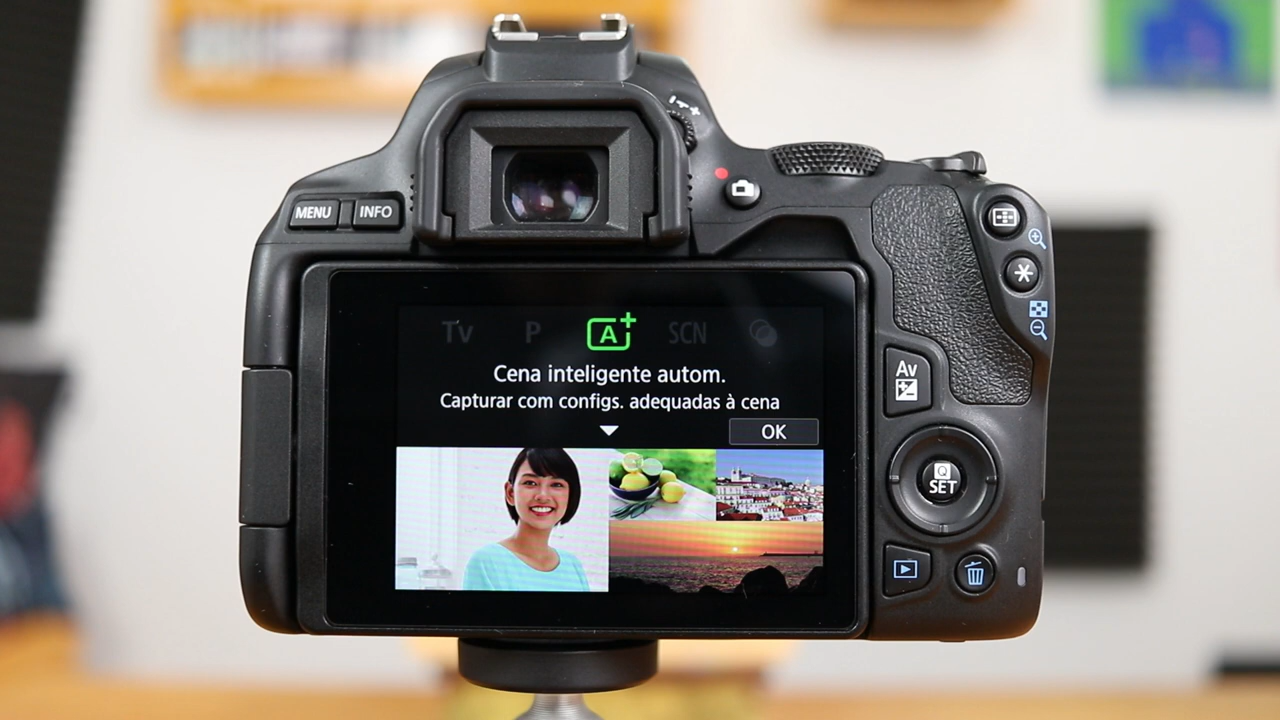 MENU
INFO
Tv P A+ SCN
Cena inteligente autom.
Capturar com configs. adequadas à cena
OK
Av
Q
SET